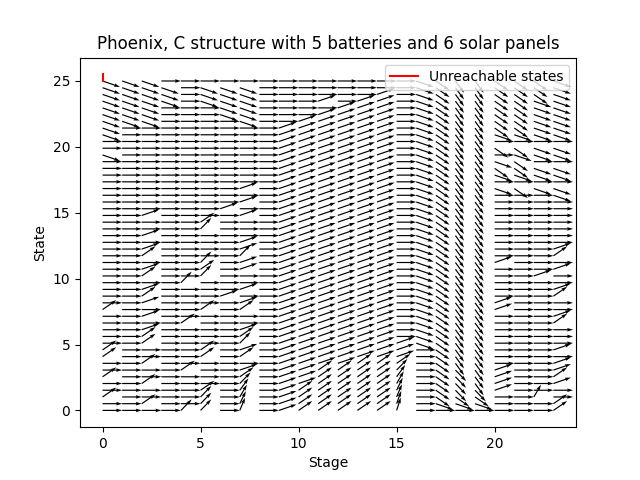 Phoenix, C structure with 5 batteries and 6 solar panels
Unreachable states
25
20
15
10
5
0
State
0 5 10 15 20
Stage